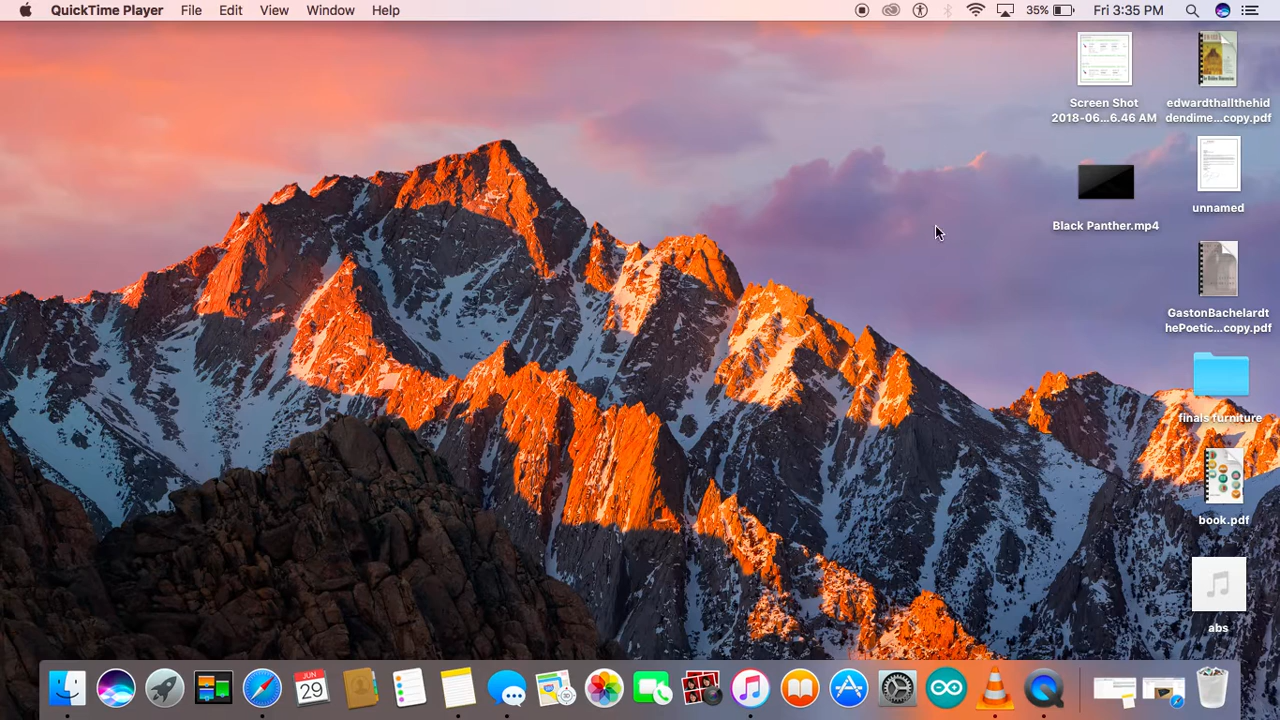 QuickTime Player File Edit View Window Help 35% Fri 3:35 PM
Screen Shot
2018-06...6.46 AM
edwardthallthehid
dendime...copy.pdf
Black Panther.mp4
unnamed
GastonBachelardt
hePoetic...copy.pdf
finals furniture
book.pdf
abs
JUN
29